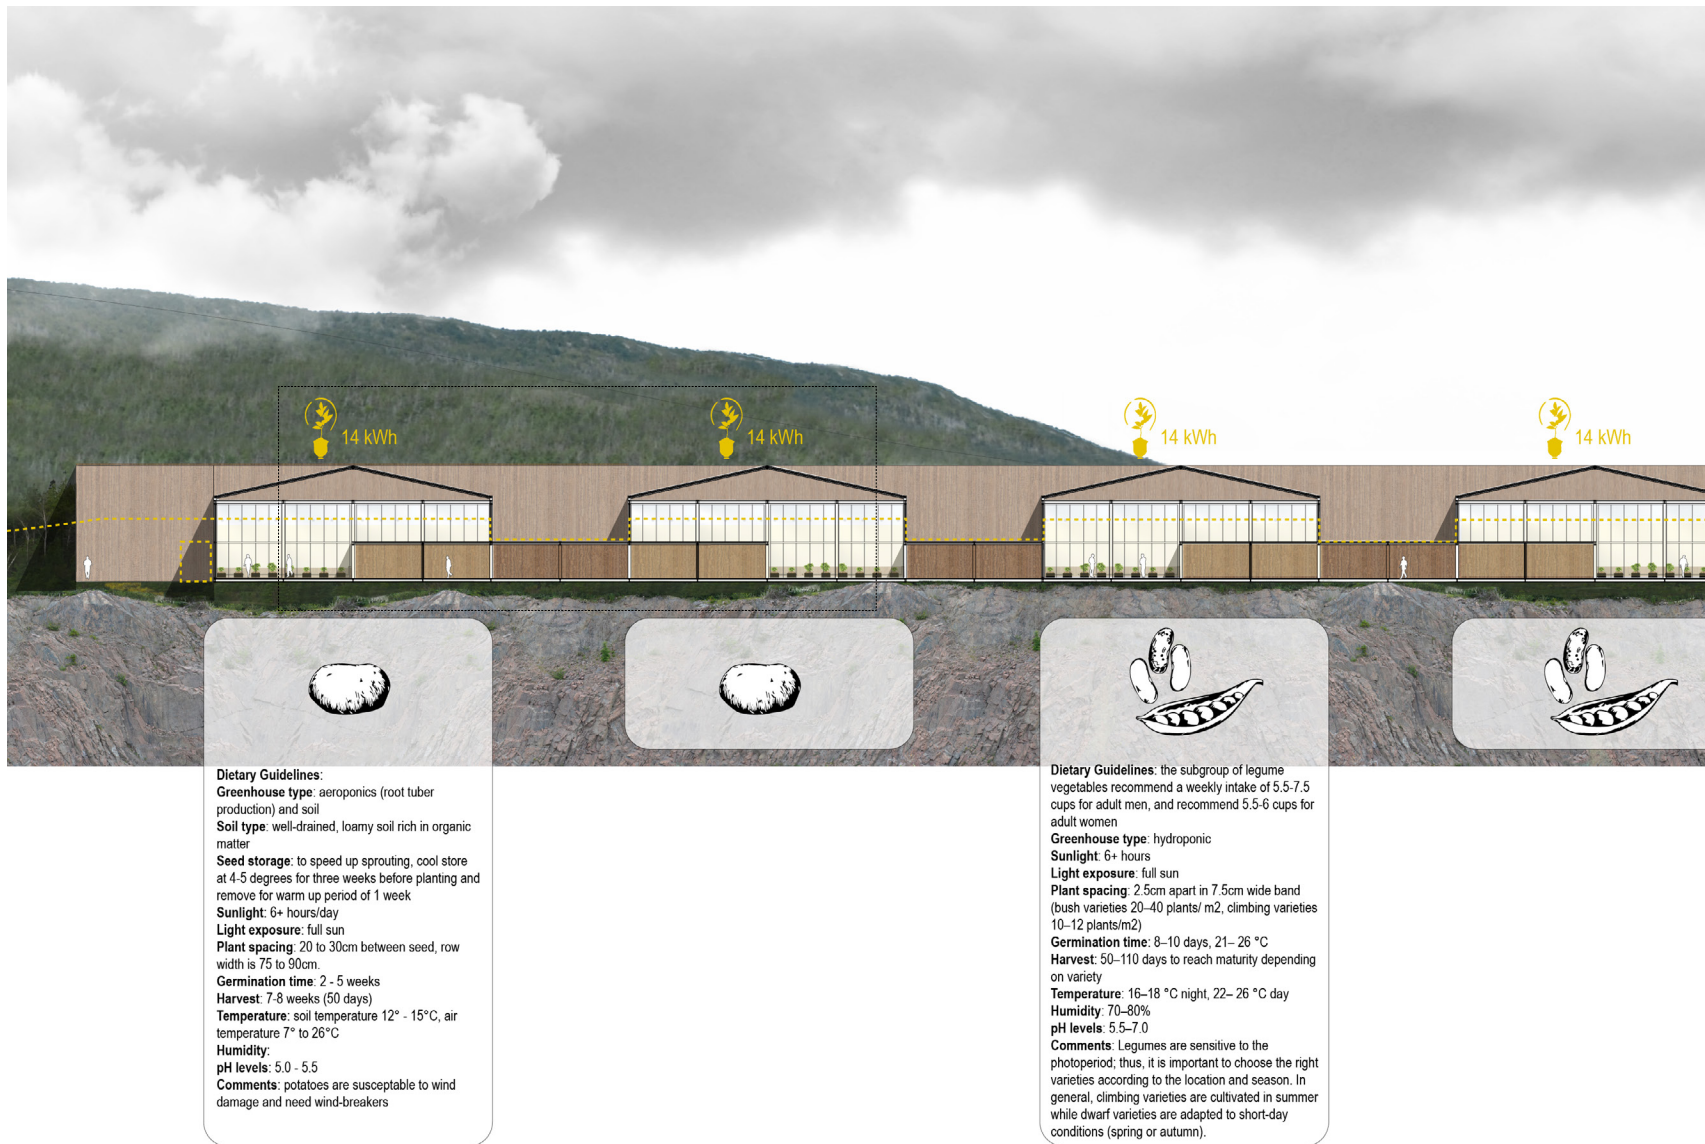 14 kWh
14 kWh
14 kWh
14 kWh
Dietary Guidelines:
Greenhouse type: aeroponics (root tuber
production) and soil
Soil type: well-drained, loamy soil rich in organic
matter
Seed storage: to speed up sprouting, cool store
at 4-5 degrees for three weeks before planting and
remove for warm up period of 1 week
Sunlight: 6+ hours/day
Light exposure: full sun
Plant spacing: 20 to 30cm between seed, row
width is 75 to 90cm.
Germination time: 2 - 5 weeks
Harvest: 7-8 weeks (50 days)
Temperature: soil temperature 12° - 15°C, air
temperature 7° to 26°C
Humidity:
pH levels: 5.0 - 5.5
Comments: potatoes are susceptable to wind
damage and need wind-breakers
Dietary Guidelines: the subgroup of legume
vegetables recommend a weekly intake of 5.5-7.5
cups for adult men, and recommend 5.5-6 cups for
adult women
Greenhouse type: hydroponic
Sunlight: 6+ hours
Light exposure: full sun
Plant spacing: 2.5cm apart in 7.5cm wide band
(bush varieties 20–40 plants/ m2, climbing varieties
10–12 plants/m2)
Germination time: 8–10 days, 21– 26 °C
Harvest: 50–110 days to reach maturity depending
on variety
Temperature: 16–18 °C night, 22– 26 °C day
Humidity: 70–80%
pH levels: 5.5–7.0
Comments: Legumes are sensitive to the
photoperiod; thus, it is important to choose the right
varieties according to the location and season. In
general, climbing varieties are cultivated in summer
while dwarf varieties are adapted to short-day
conditions (spring or autumn).